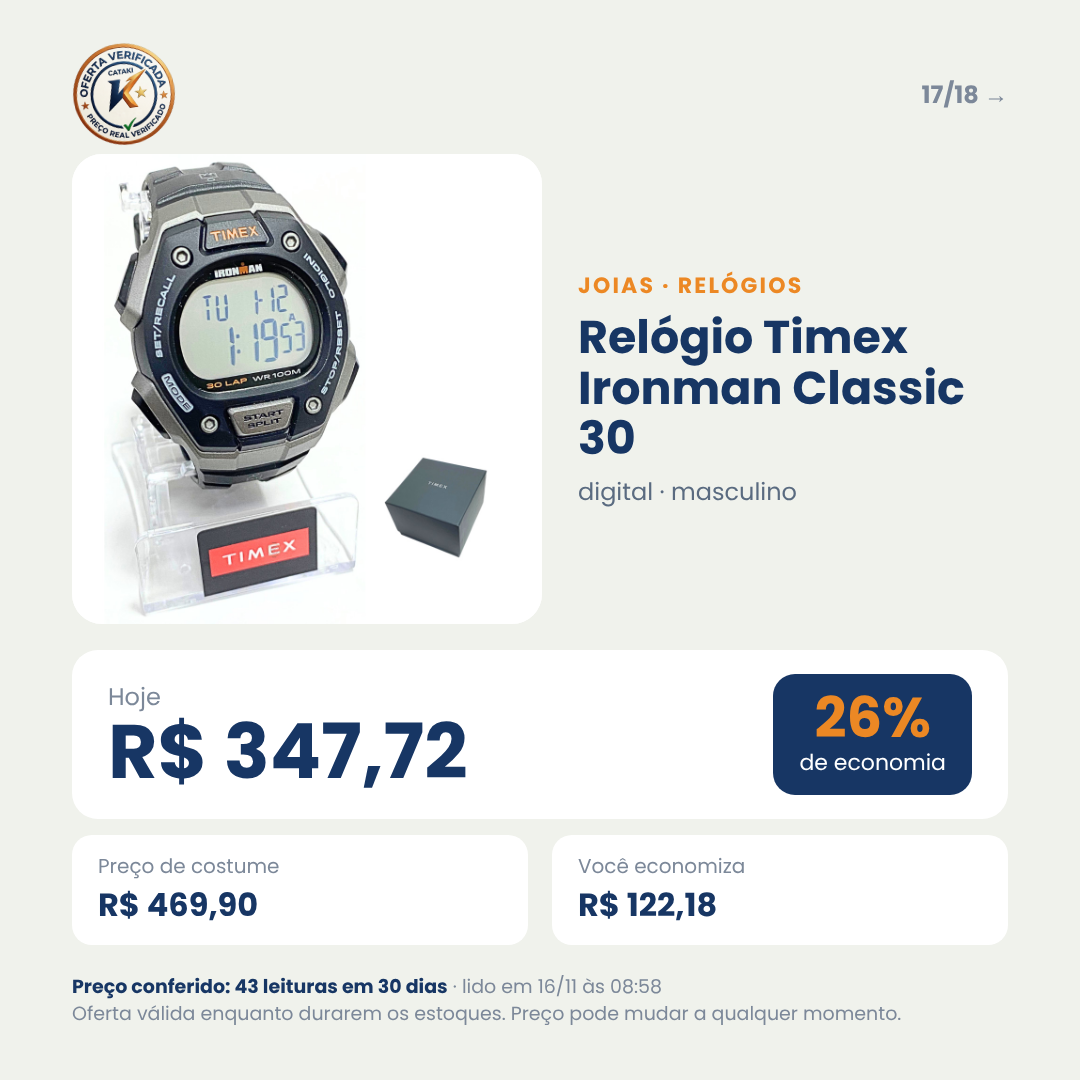 OFERTA VERIFICADA
CATAKI
K
PREÇO REAL VERIFICADO
17/18 →
TIMEX
IRONMAN
INDIGLO
SET/RECALL
TU 1-12
A
1:19 53
STOP/RESET
30 LAP WR 100M
MODE
START
SPLIT
TIMEX
TIMEX
JOIAS · RELÓGIOS
Relógio Timex
Ironman Classic
30
digital · masculino
Hoje
R$ 347,72
26%
de economia
Preço de costume
R$ 469,90
Você economiza
R$ 122,18
Preço conferido: 43 leituras em 30 dias · lido em 16/11 às 08:58
Oferta válida enquanto durarem os estoques. Preço pode mudar a qualquer momento.